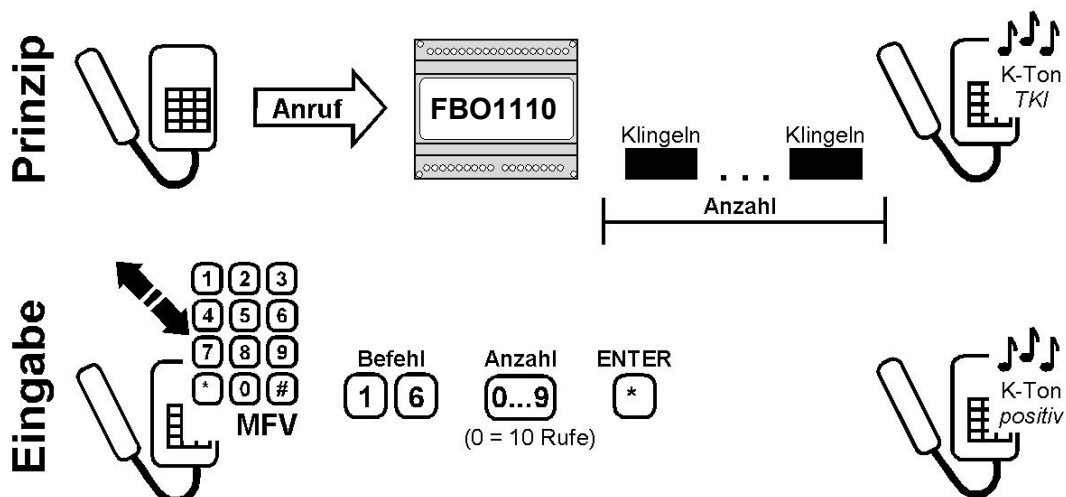 Prinzip
Anruf
FBO1110
Klingeln ... Klingeln
Anzahl
K-Ton
TKI
Eingabe
1 2 3
4 5 6
7 8 9
* 0 #
MFV
Befehl
1 6
Anzahl
0...9
(0 = 10 Rufe)
ENTER
*
K-Ton
positiv